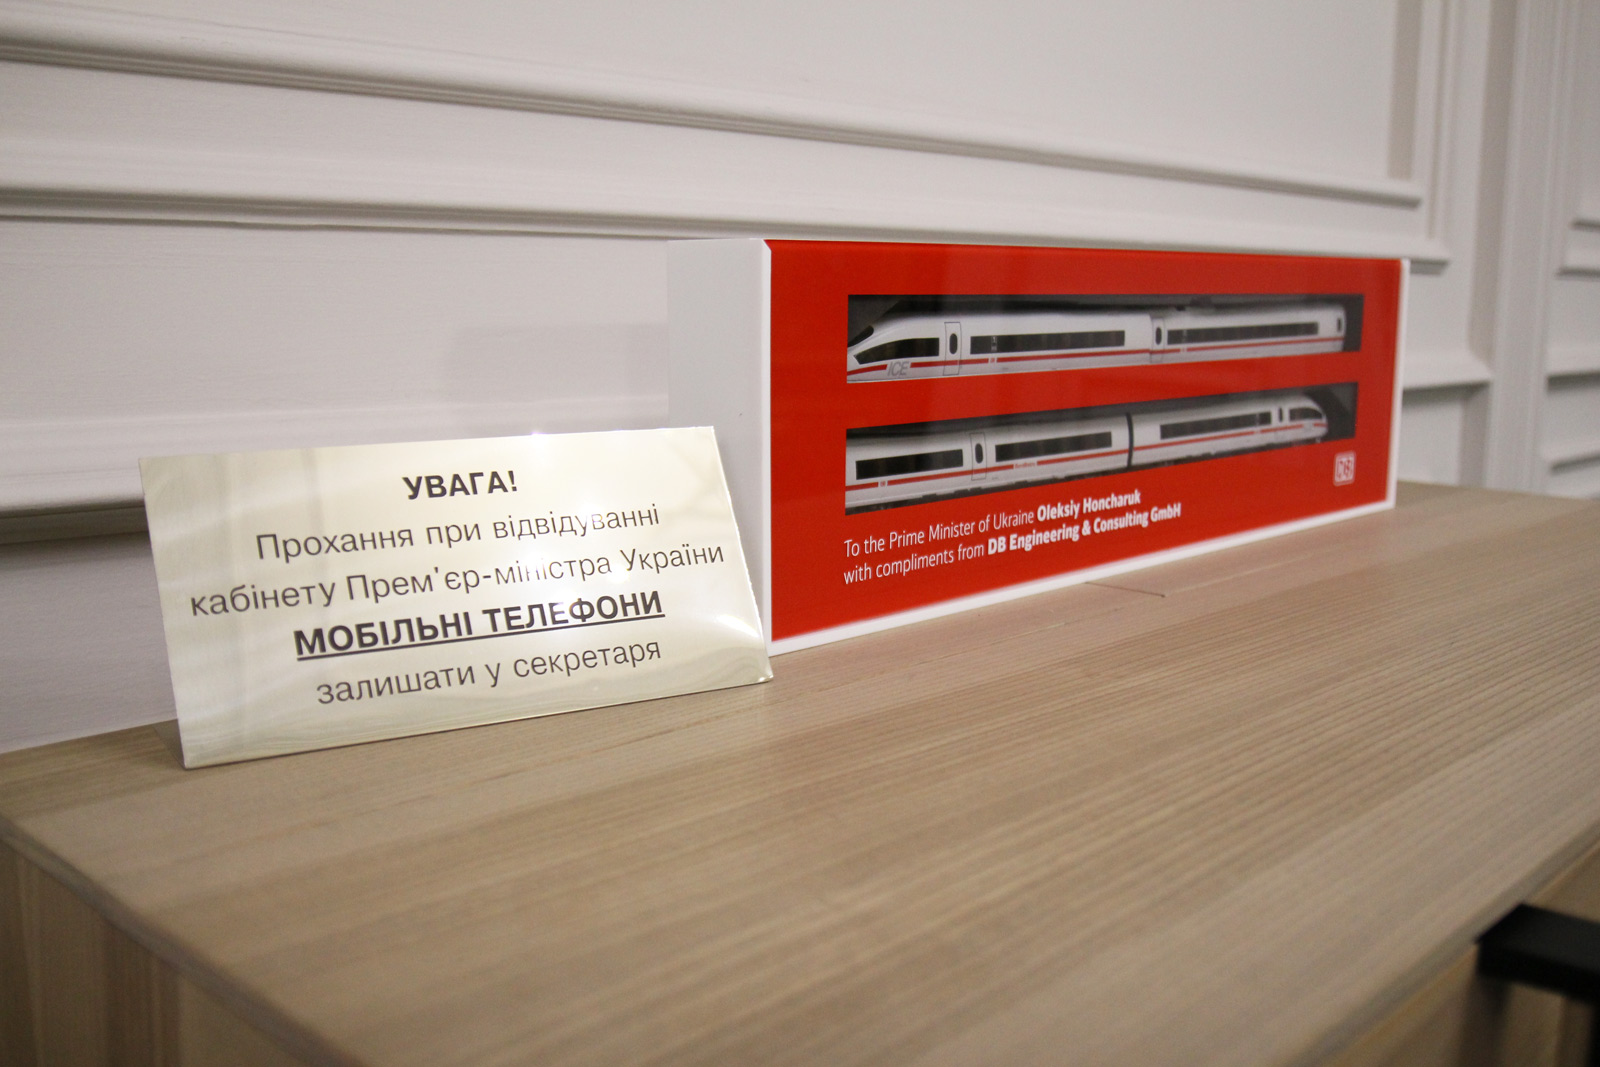 УВАГА!
Прохання при відвідуванні
кабінету Прем'єр-міністра України
МОБІЛЬНІ ТЕЛЕФОНИ
залишати у секретаря
ICE
DB
To the Prime Minister of Ukraine Oleksiy Honcharuk
with compliments from DB Engineering & Consulting GmbH